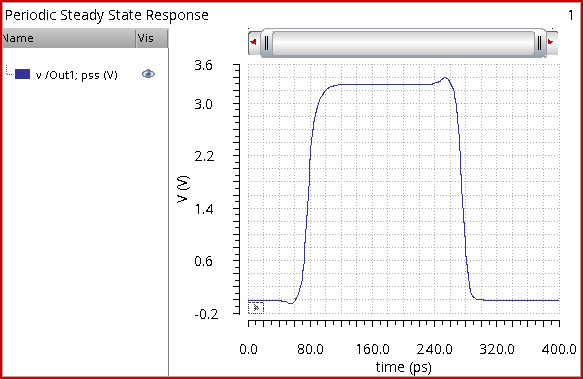 Periodic Steady State Response 1
Name Vis
v /Out1; pss (V)
3.6
3.0
2.2
1.4
0.6
-0.2
V (V)
0.0 80.0 160.0 240.0 320.0 400.0
time (ps)